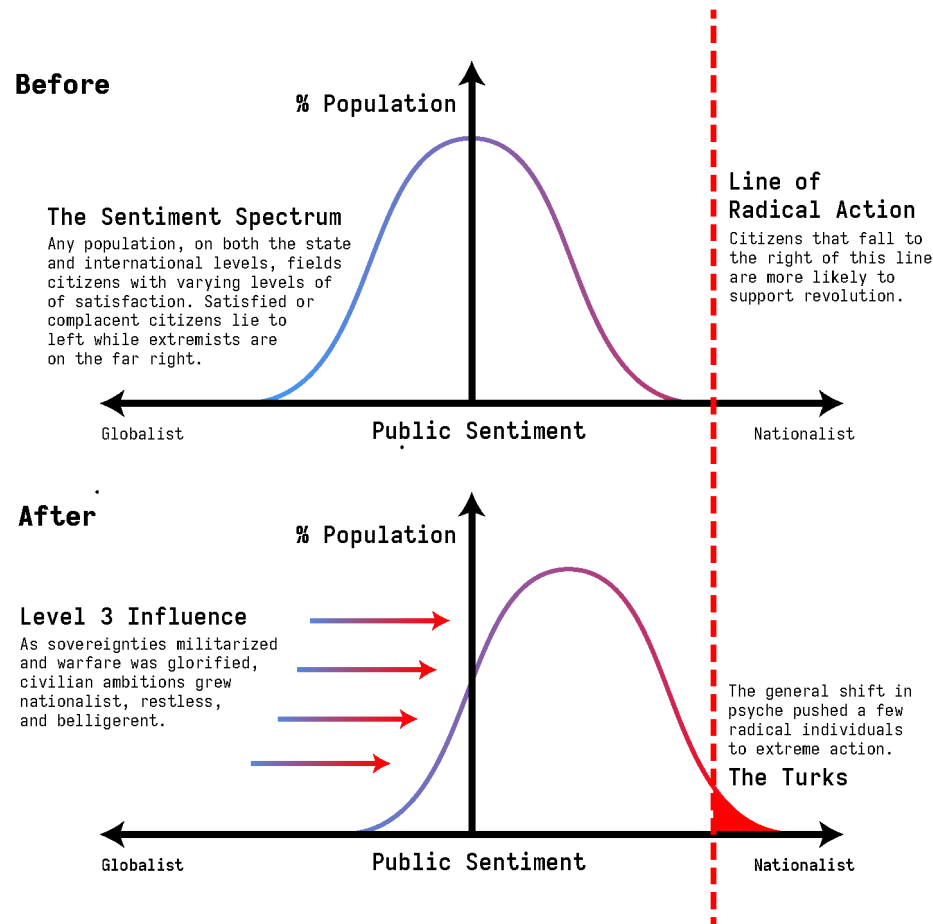 Before
% Population
The Sentiment Spectrum
Any population, on both the state
and international levels, fields
citizens with varying levels of
of satisfaction. Satisfied or
complacent citizens lie to
left while extremists are
on the far right.
Line of
Radical Action
Citizens that fall to
the right of this line
are more likely to
support revolution.
Globalist
Public Sentiment
Nationalist
After
% Population
Level 3 Influence
As sovereignties militarized
and warfare was glorified,
civilian ambitions grew
nationalist, restless,
and belligerent.
The general shift in
psyche pushed a few
radical individuals
to extreme action.
The Turks
Globalist
Public Sentiment
Nationalist